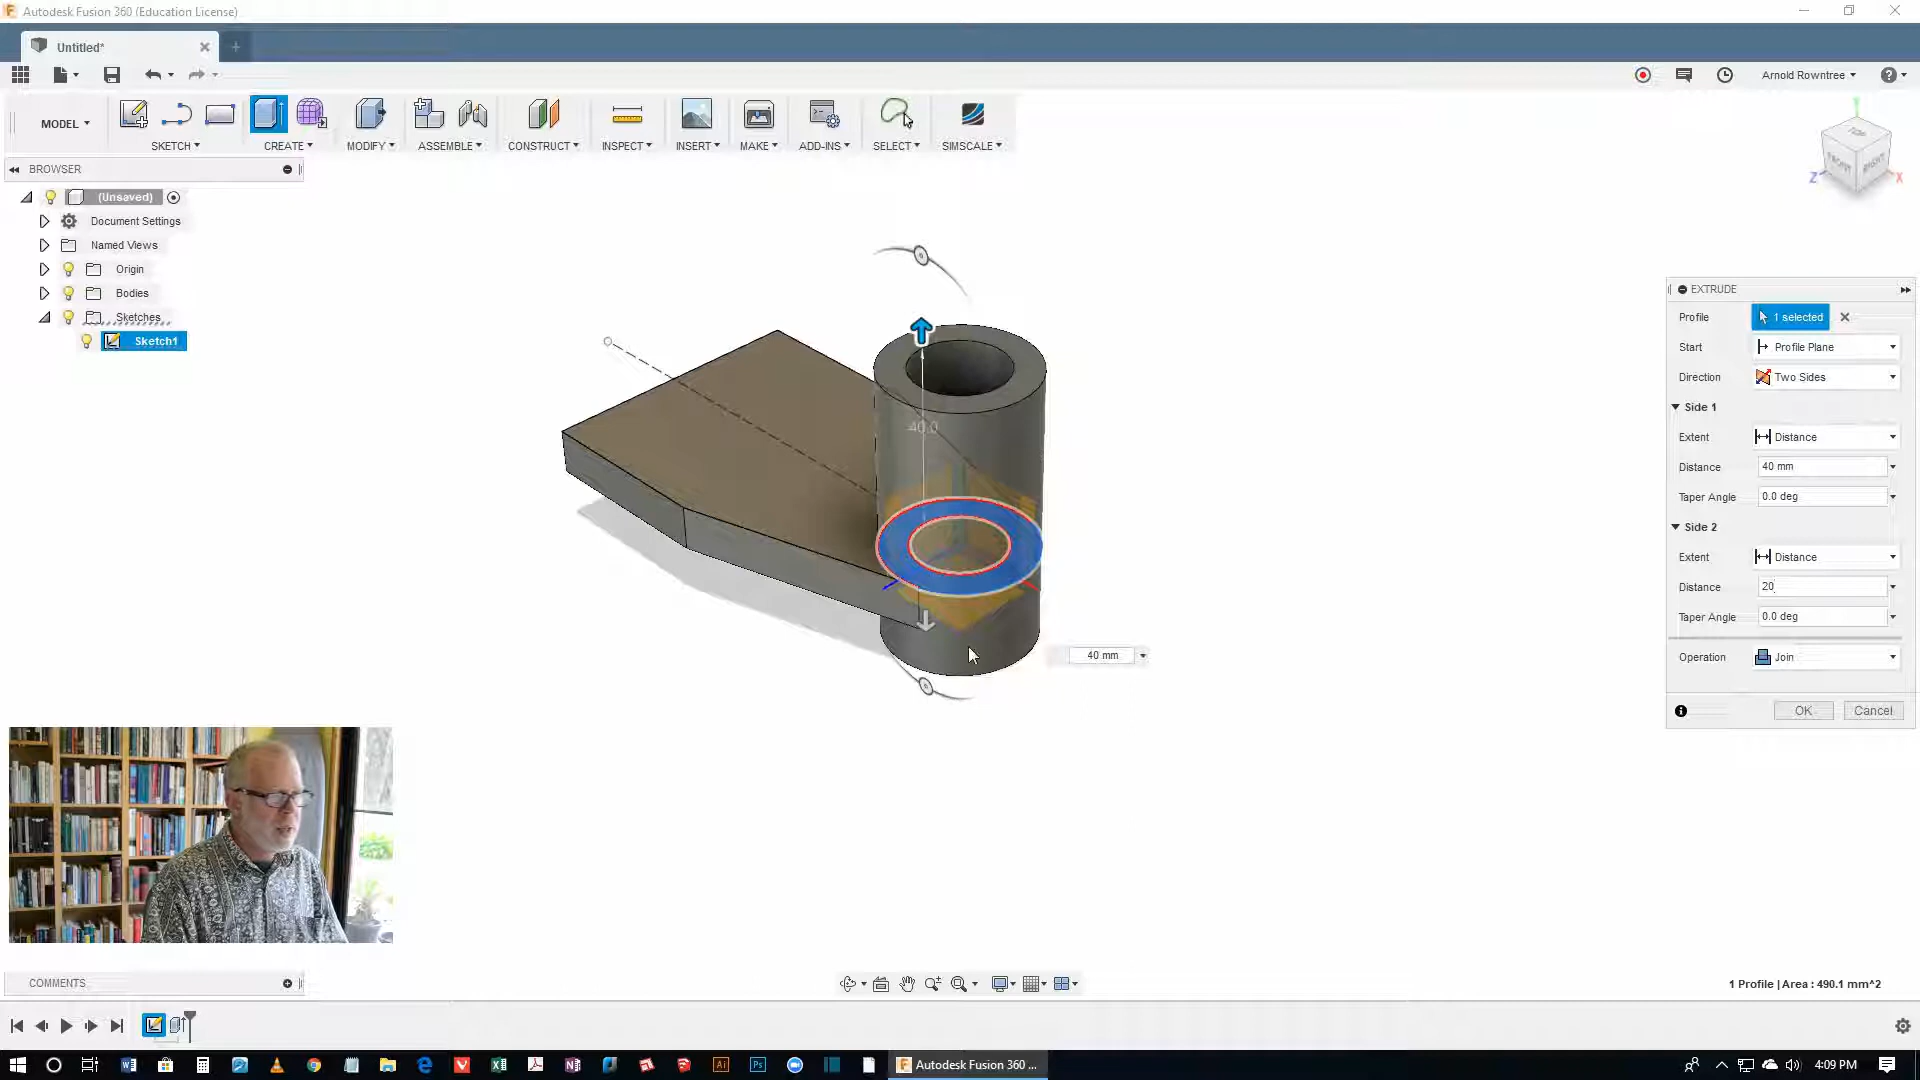 Autodesk Fusion 360 (Education License)
Untitled*
Arnold Rowntree
MODEL
SKETCH
CREATE
MODIFY
ASSEMBLE
CONSTRUCT
INSPECT
INSERT
MAKE
ADD-INS
SELECT
SIMSCALE
TOP
FRONT
RIGHT
Z
X
BROWSER
(Unsaved)
Document Settings
Named Views
Origin
Bodies
Sketches
Sketch1
40.0
40 mm
EXTRUDE
Profile 1 selected
Start Profile Plane
Direction Two Sides
Side 1
Extent Distance
Distance 40 mm
Taper Angle 0.0 deg
Side 2
Extent Distance
Distance 20
Taper Angle 0.0 deg
Operation Join
OK Cancel
COMMENTS
1 Profile | Area : 490.1 mm^2
Autodesk Fusion 360 ...
4:09 PM